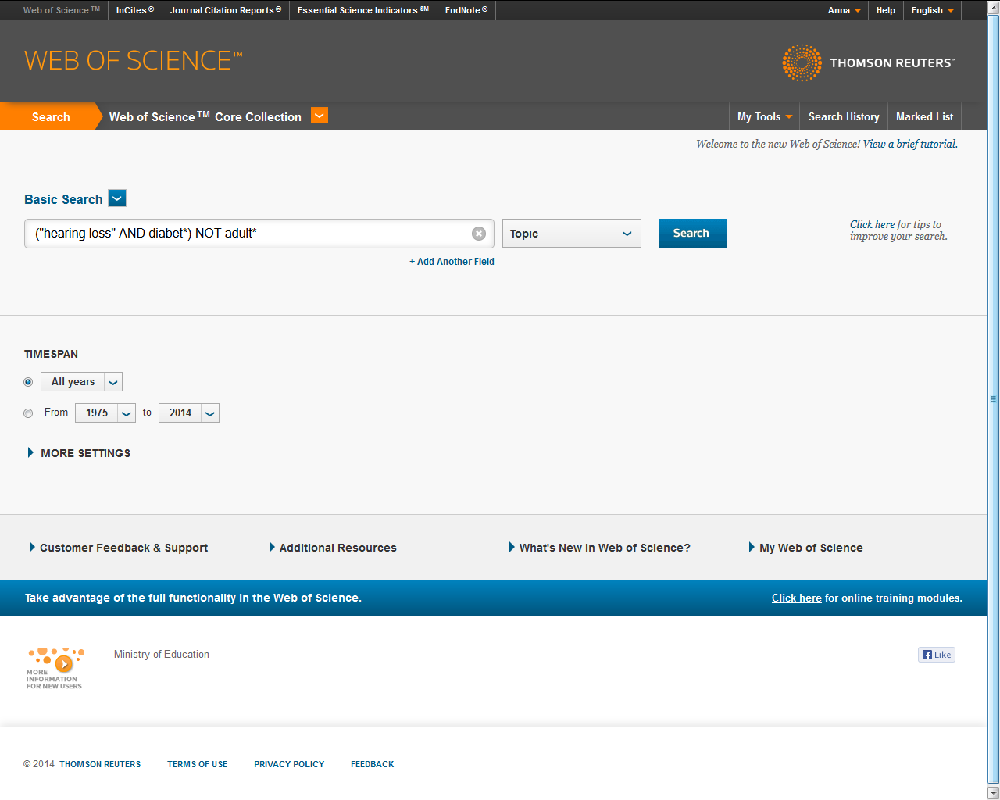 Web of Science™ InCites® Journal Citation Reports® Essential Science Indicators ℠ EndNote® Anna Help English
WEB OF SCIENCE™
THOMSON REUTERS™
Search Web of Science™ Core Collection My Tools Search History Marked List
Welcome to the new Web of Science! View a brief tutorial.
Basic Search
("hearing loss" AND diabet*) NOT adult* Topic Search
Click here for tips to
improve your search.
+ Add Another Field
TIMESPAN
All years
From 1975 to 2014
MORE SETTINGS
Customer Feedback & Support Additional Resources What's New in Web of Science? My Web of Science
Take advantage of the full functionality in the Web of Science. Click here for online training modules.
MORE
INFORMATION
FOR NEW USERS
Ministry of Education
Like
© 2014 THOMSON REUTERS TERMS OF USE PRIVACY POLICY FEEDBACK